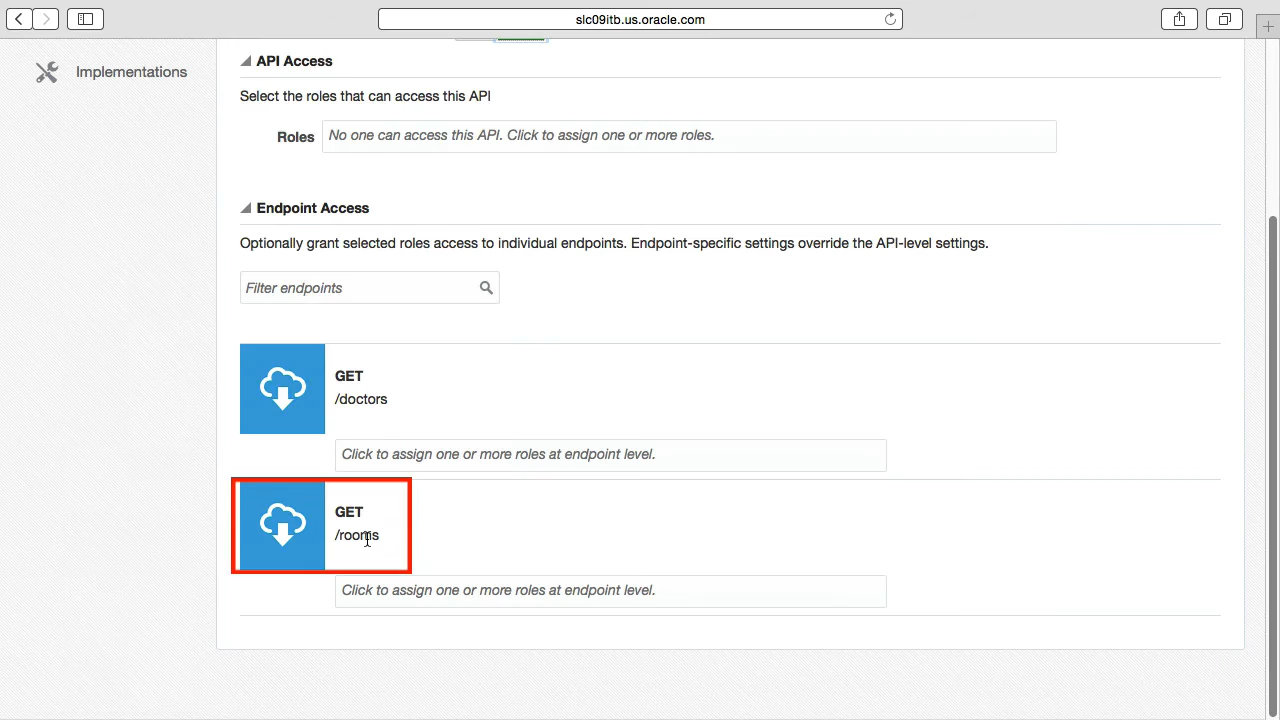 slc09itb.us.oracle.com
Implementations
API Access
Select the roles that can access this API
Roles
No one can access this API. Click to assign one or more roles.
Endpoint Access
Optionally grant selected roles access to individual endpoints. Endpoint-specific settings override the API-level settings.
Filter endpoints
GET
/doctors
Click to assign one or more roles at endpoint level.
GET
/rooms
Click to assign one or more roles at endpoint level.